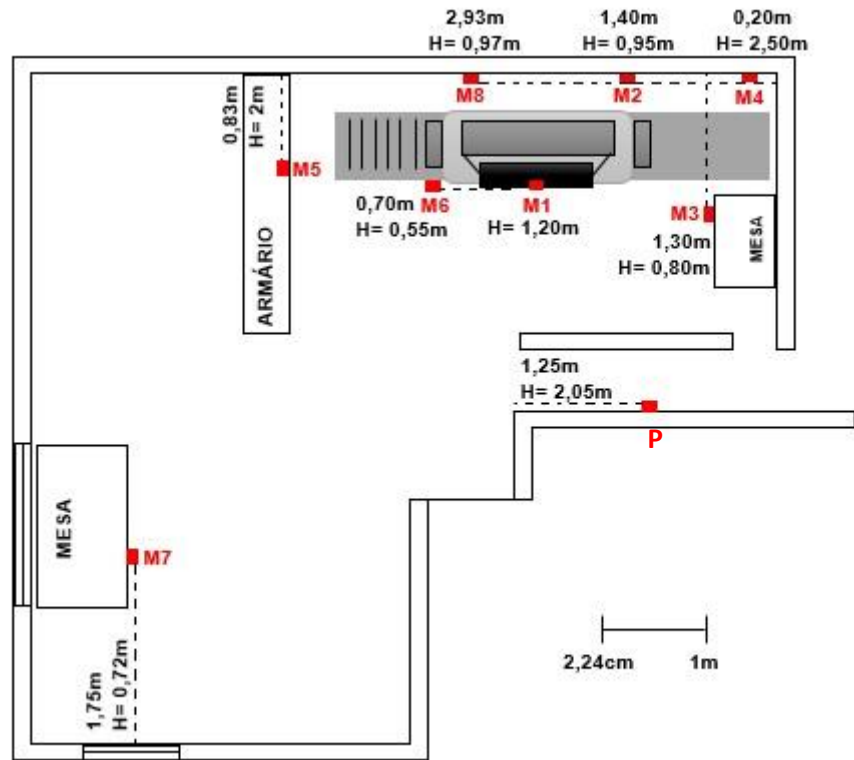 2,93m
H= 0,97m
1,40m
H= 0,95m
0,20m
H= 2,50m
M8
M2
M4
0,83m
H= 2m
M5
ARMÁRIO
0,70m
H= 0,55m
M6
M1
H= 1,20m
M3
1,30m
H= 0,80m
MESA
1,25m
H= 2,05m
P
MESA
M7
1,75m
H= 0,72m
2,24cm
1m